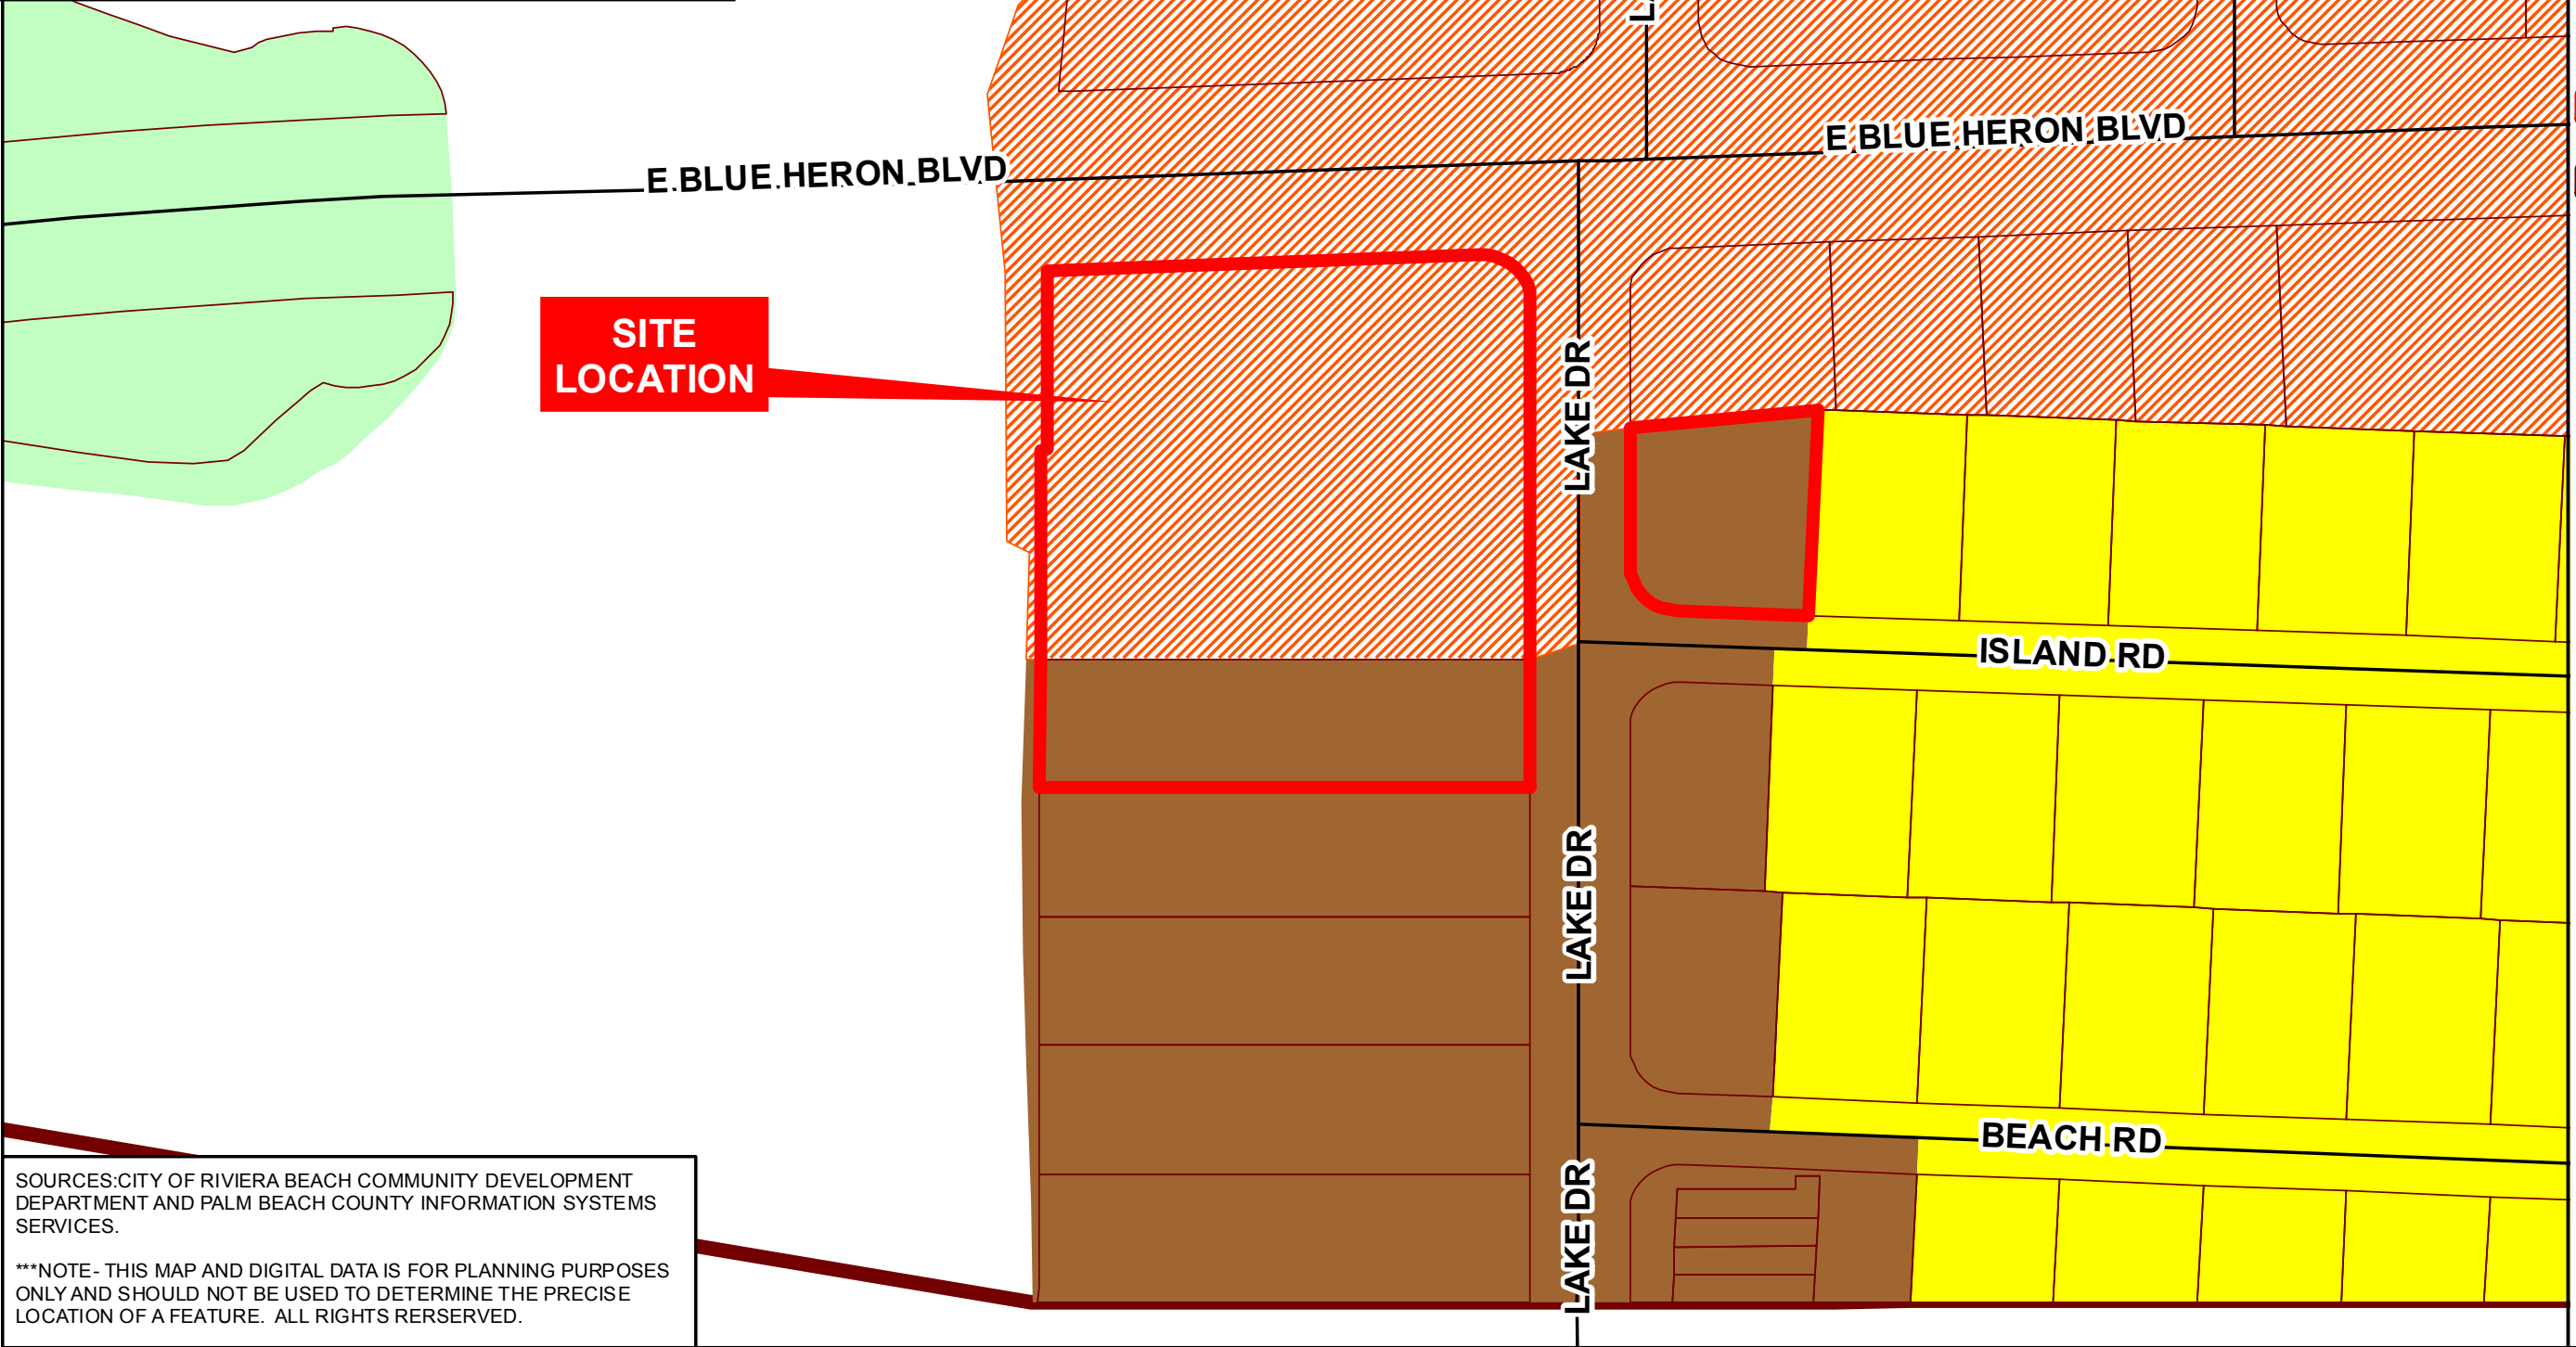 E BLUE HERON BLVD
E BLUE HERON BLVD
SITE
LOCATION
LAKE DR
ISLAND RD
LAKE DR
BEACH RD
LAKE DR
SOURCES:CITY OF RIVIERA BEACH COMMUNITY DEVELOPMENT
DEPARTMENT AND PALM BEACH COUNTY INFORMATION SYSTEMS
SERVICES.
***NOTE- THIS MAP AND DIGITAL DATA IS FOR PLANNING PURPOSES
ONLY AND SHOULD NOT BE USED TO DETERMINE THE PRECISE
LOCATION OF A FEATURE. ALL RIGHTS RERSERVED.